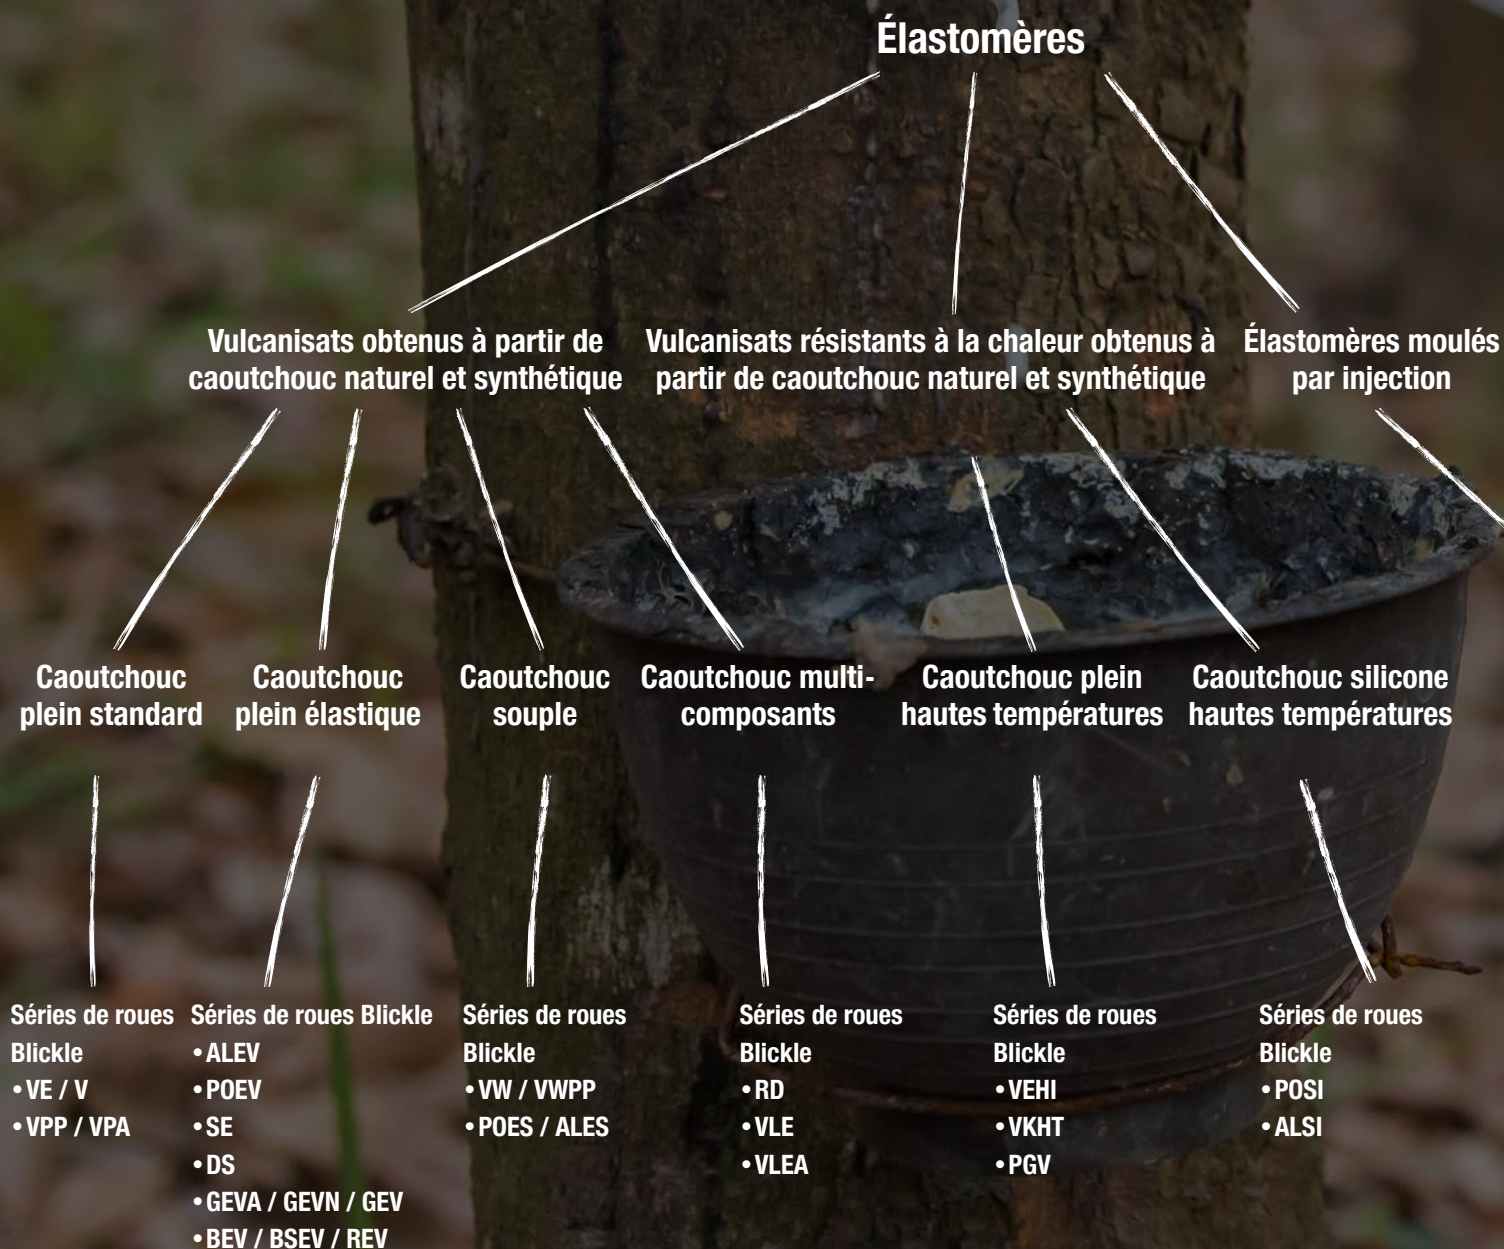 Élastomères
Vulcanisats obtenus à partir de
caoutchouc naturel et synthétique
Vulcanisats résistants à la chaleur obtenus à
partir de caoutchouc naturel et synthétique
Élastomères moulés
par injection
Caoutchouc
plein standard
Caoutchouc
plein élastique
Caoutchouc
souple
Caoutchouc multi-
composants
Caoutchouc plein
hautes températures
Caoutchouc silicone
hautes températures
Séries de roues
Blickle
• VE / V
• VPP / VPA
Séries de roues Blickle
• ALEV
• POEV
• SE
• DS
• GEVA / GEVN / GEV
• BEV / BSEV / REV
Séries de roues
Blickle
• VW / VWPP
• POES / ALES
Séries de roues
Blickle
• RD
• VLE
• VLEA
Séries de roues
Blickle
• VEHI
• VKHT
• PGV
Séries de roues
Blickle
• POSI
• ALSI